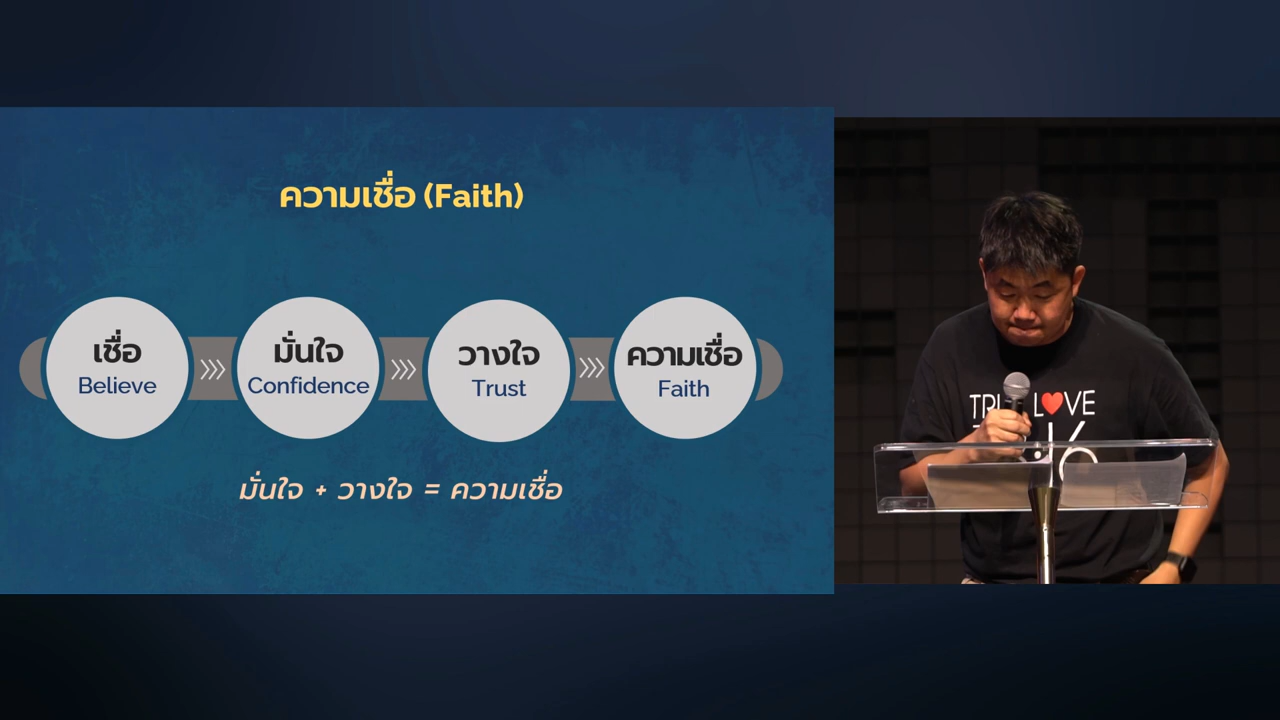 ความเชื่อ (Faith)
เชื่อ
Believe
มั่นใจ
Confidence
วางใจ
Trust
ความเชื่อ
Faith
มั่นใจ + วางใจ = ความเชื่อ
L❤VE